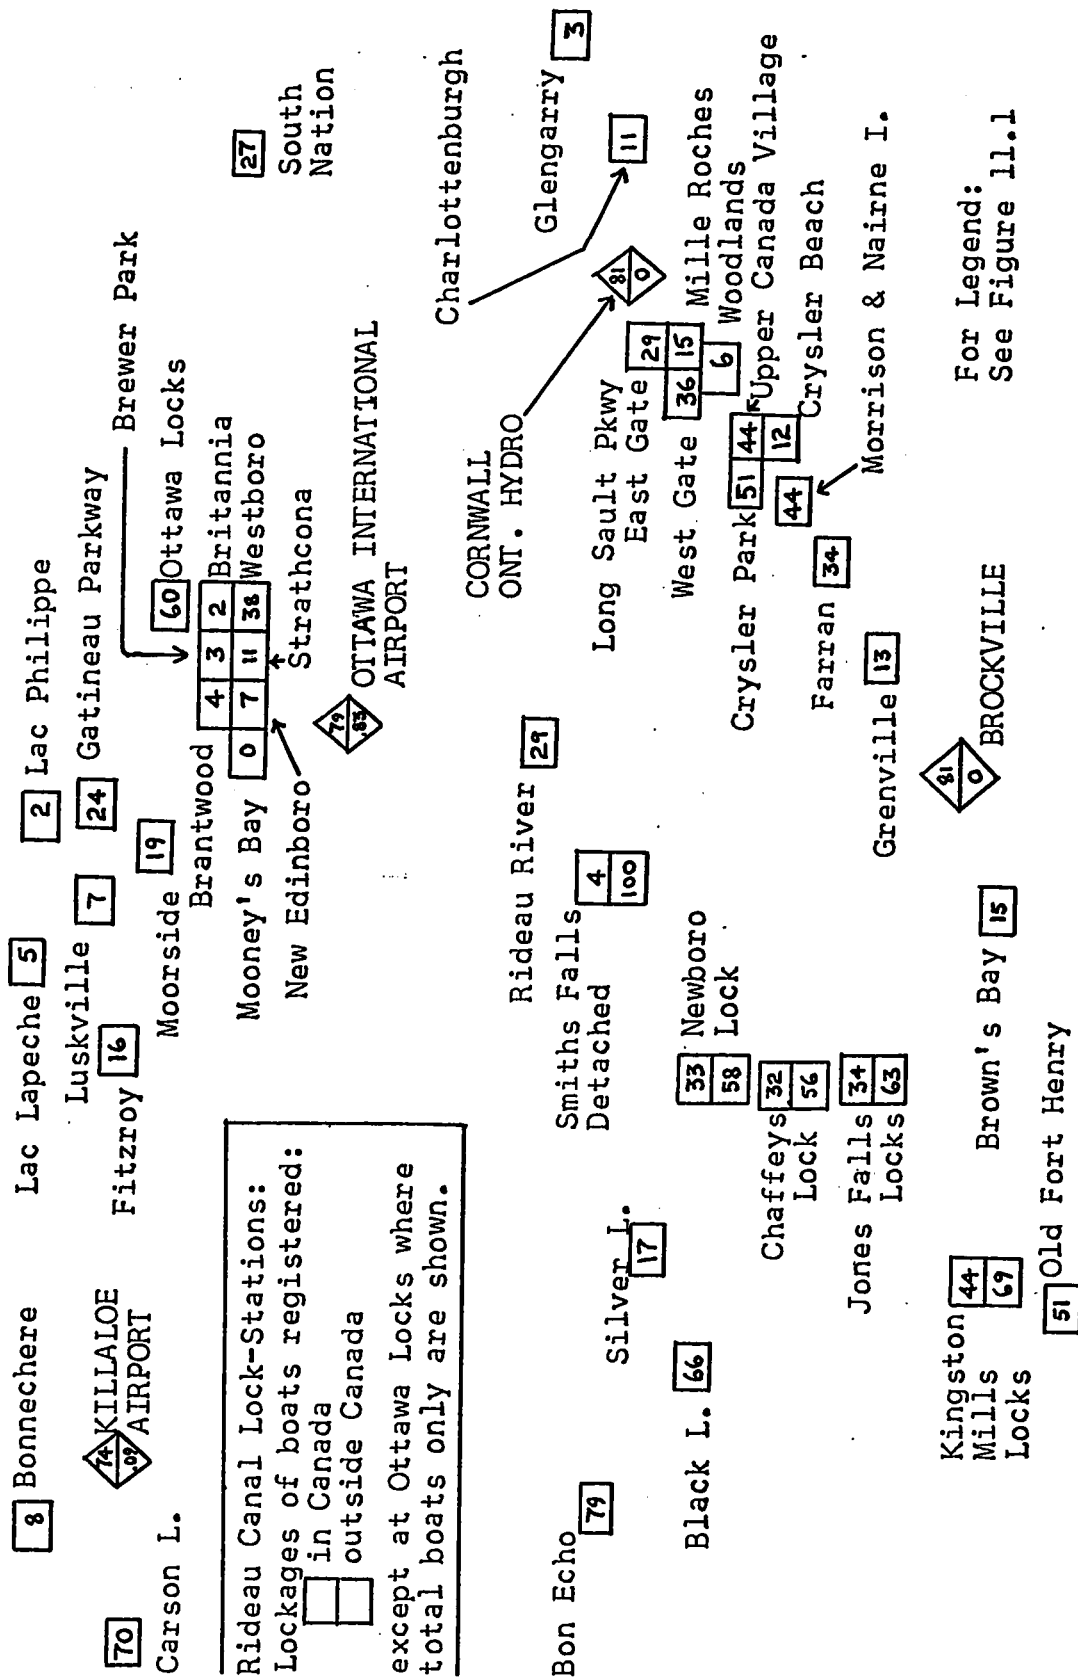 8 Bonnechere
Lac Lapeche 5
2 Lac Philippe
Luskville 7
24 Gatineau Parkway
Brewer Park
70
Carson L.
74
.09
KILLALOE
AIRPORT
Fitzroy 16
Moorside 19
60 Ottawa Locks
Brantwood 4 3 2 Britannia
Mooney's Bay 0 7 11 38 Westboro
New Edinboro
Strathcona
27
South
Nation
79
.83
OTTAWA INTERNATIONAL
AIRPORT
Rideau Canal Lock-Stations:
Lockages of boats registered:
in Canada
outside Canada
except at Ottawa Locks where
total boats only are shown.
Charlottenburgh
11
Glengarry 3
CORNWALL
ONT. HYDRO
81
0
Rideau River 29
Smiths Falls 4
Detached 100
Bon Echo 79
Silver L.
17
Long Sault Pkwy
East Gate 29
West Gate 36 15 Mille Roches
6 Woodlands
Black L. 66
33 Newboro
58 Lock
Crysler Park 51 44 Upper Canada Village
12 Crysler Beach
44
Morrison & Nairne I.
Chaffeys 32
Lock 56
Farran 34
Jones Falls 34
Locks 63
Grenville 13
81
0
BROCKVILLE
Kingston 44
Mills 69
Locks
Brown's Bay 15
51 Old Fort Henry
For Legend:
See Figure 11.1